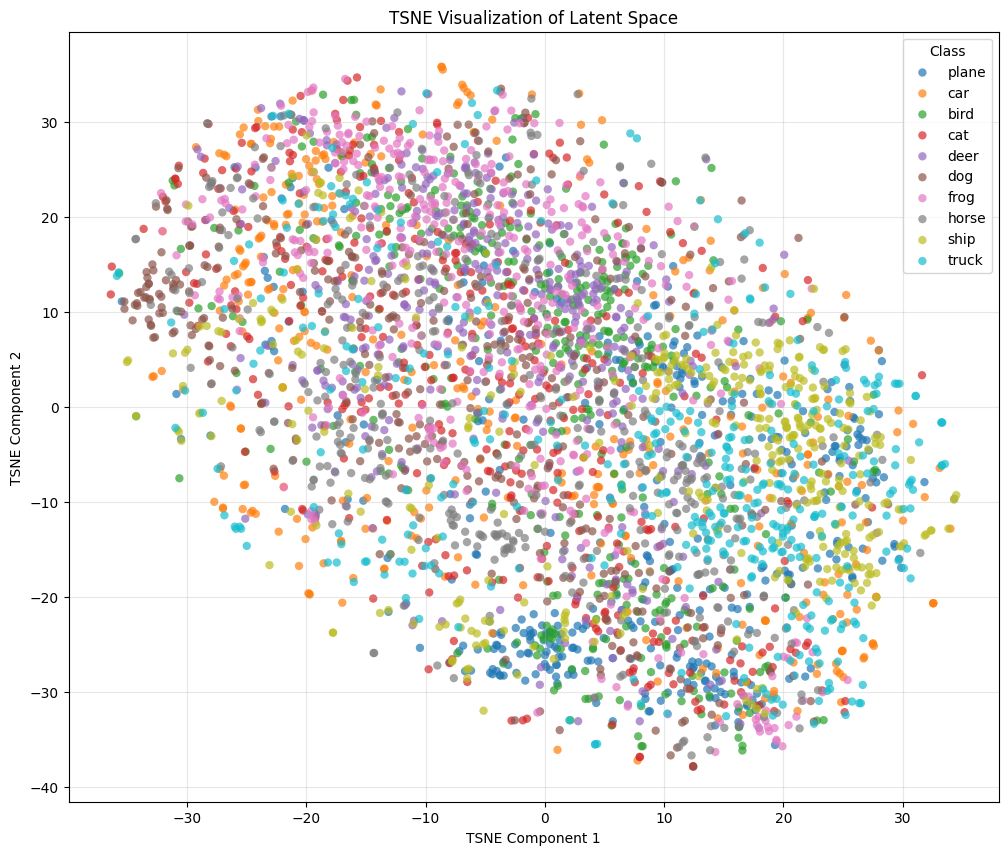 TSNE Visualization of Latent Space
Class
plane
car
bird
cat
deer
dog
frog
horse
ship
truck
30
20
10
0
−10
−20
−30
−40
TSNE Component 2
−30
−20
−10
0
10
20
30
TSNE Component 1